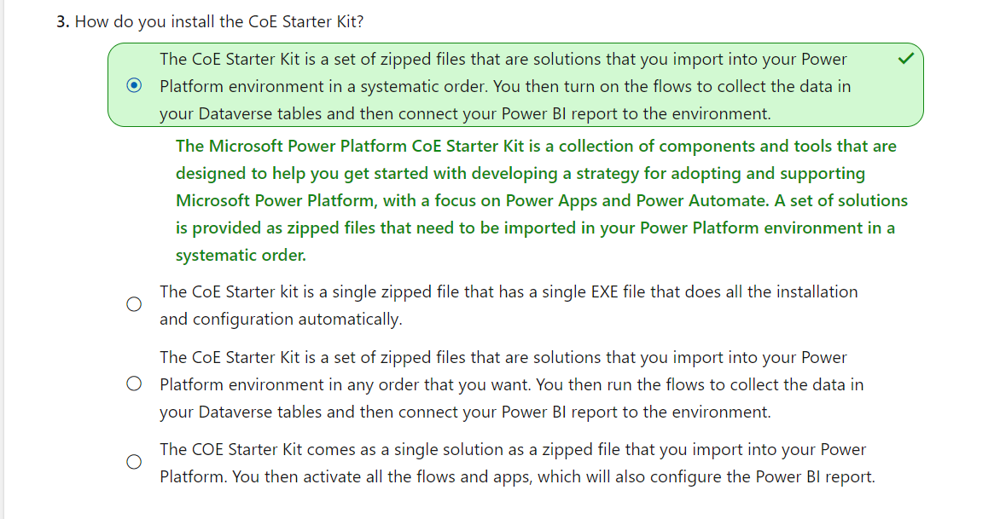 3. How do you install the CoE Starter Kit?
The CoE Starter Kit is a set of zipped files that are solutions that you import into your Power
Platform environment in a systematic order. You then turn on the flows to collect the data in
your Dataverse tables and then connect your Power BI report to the environment.
The Microsoft Power Platform CoE Starter Kit is a collection of components and tools that are
designed to help you get started with developing a strategy for adopting and supporting
Microsoft Power Platform, with a focus on Power Apps and Power Automate. A set of solutions
is provided as zipped files that need to be imported in your Power Platform environment in a
systematic order.
The CoE Starter kit is a single zipped file that has a single EXE file that does all the installation
and configuration automatically.
The CoE Starter Kit is a set of zipped files that are solutions that you import into your Power
Platform environment in any order that you want. You then run the flows to collect the data in
your Dataverse tables and then connect your Power BI report to the environment.
The COE Starter Kit comes as a single solution as a zipped file that you import into your Power
Platform. You then activate all the flows and apps, which will also configure the Power BI report.